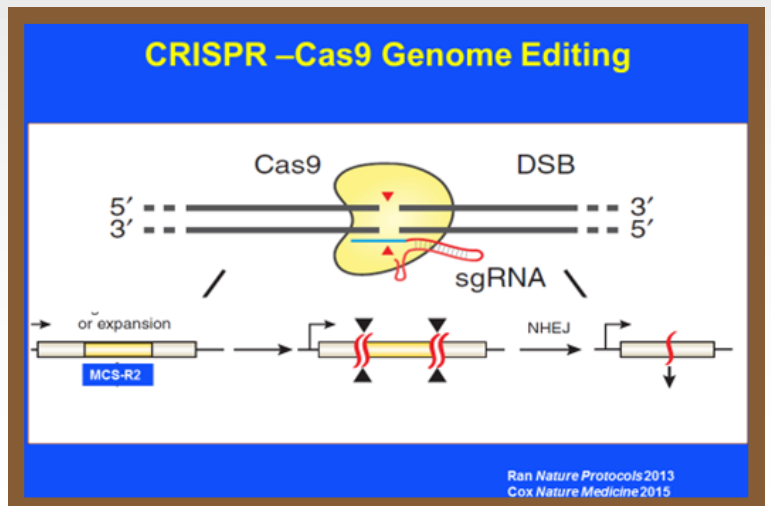 CRISPR –Cas9 Genome Editing
Cas9 DSB
5′ 3′
3′ 5′
sgRNA
or expansion
NHEJ
MCS-R2
Ran Nature Protocols 2013
Cox Nature Medicine 2015